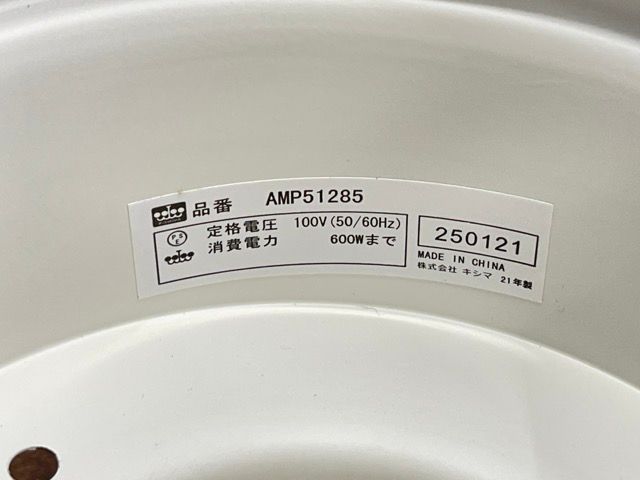 品番 AMP51285
定格電圧 100V(50/60Hz)
消費電力 600Wまで
250121
MADE IN CHINA
株式会社 キシマ 21年製